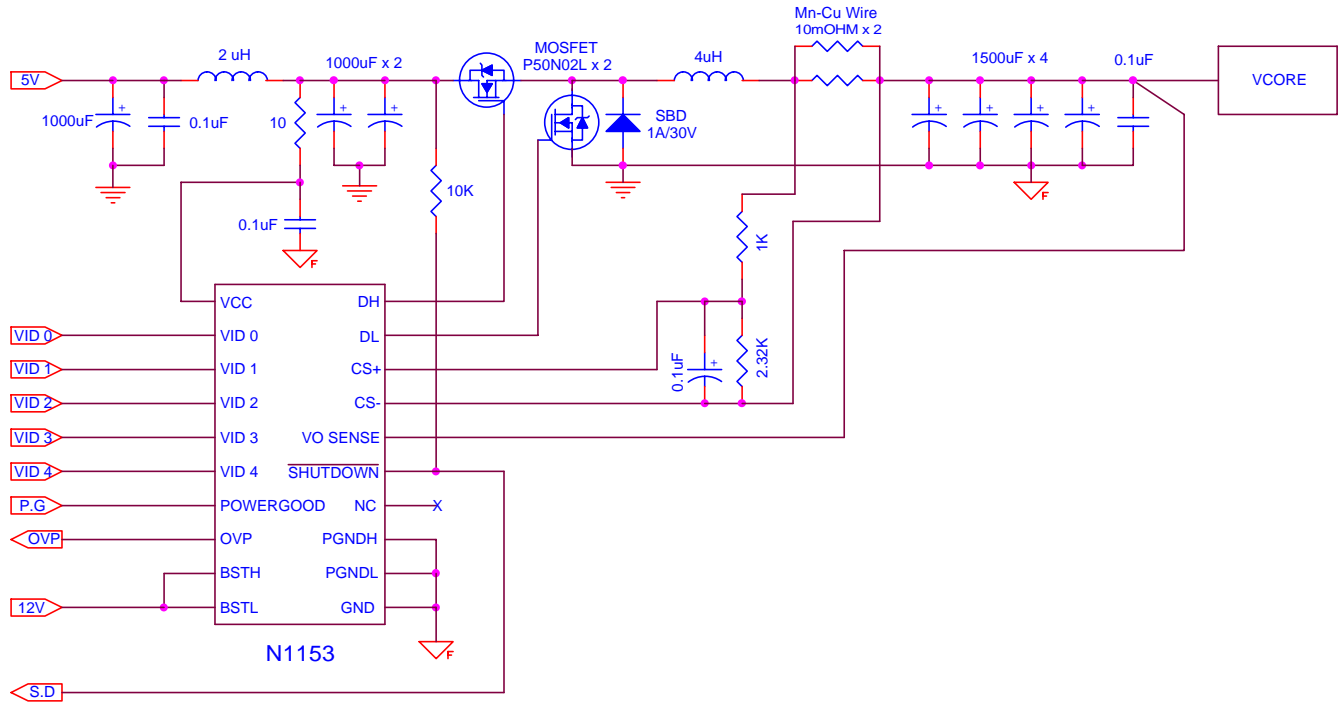 Mn-Cu Wire
10mOHM x 2
MOSFET
P50N02L x 2
2 uH
1000uF x 2
4uH
1500uF x 4
0.1uF
5V
VCORE
+
+
+
+
+
+
+
1000uF
0.1uF
10
SBD
1A/30V
10K
F
0.1uF
F
1K
VCC
DH
VID 0
VID 0
DL
VID 1
VID 1
CS+
+
0.1uF
2.32K
VID 2
VID 2
CS-
VID 3
VID 3
VO SENSE
VID 4
VID 4
SHUTDOWN
P.G
POWERGOOD
NC
X
OVP
OVP
PGNDH
BSTH
PGNDL
12V
BSTL
GND
F
N1153
S.D